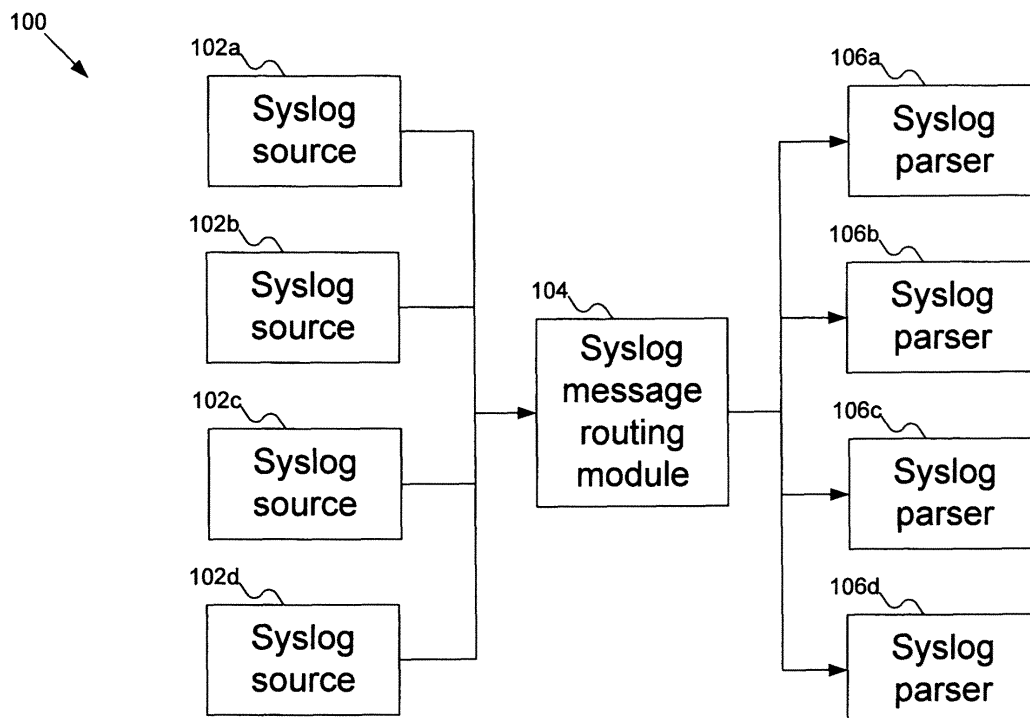 100
102a
Syslog
source
102b
Syslog
source
102c
Syslog
source
102d
Syslog
source
104
Syslog
message
routing
module
106a
Syslog
parser
106b
Syslog
parser
106c
Syslog
parser
106d
Syslog
parser